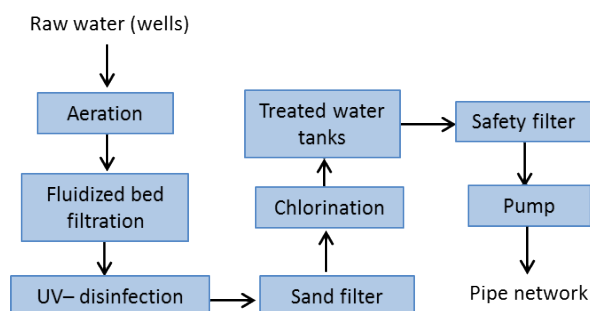 Raw water (wells)
Aeration
Fluidized bed
filtration
UV– disinfection
Sand filter
Chlorination
Treated water
tanks
Safety filter
Pump
Pipe network